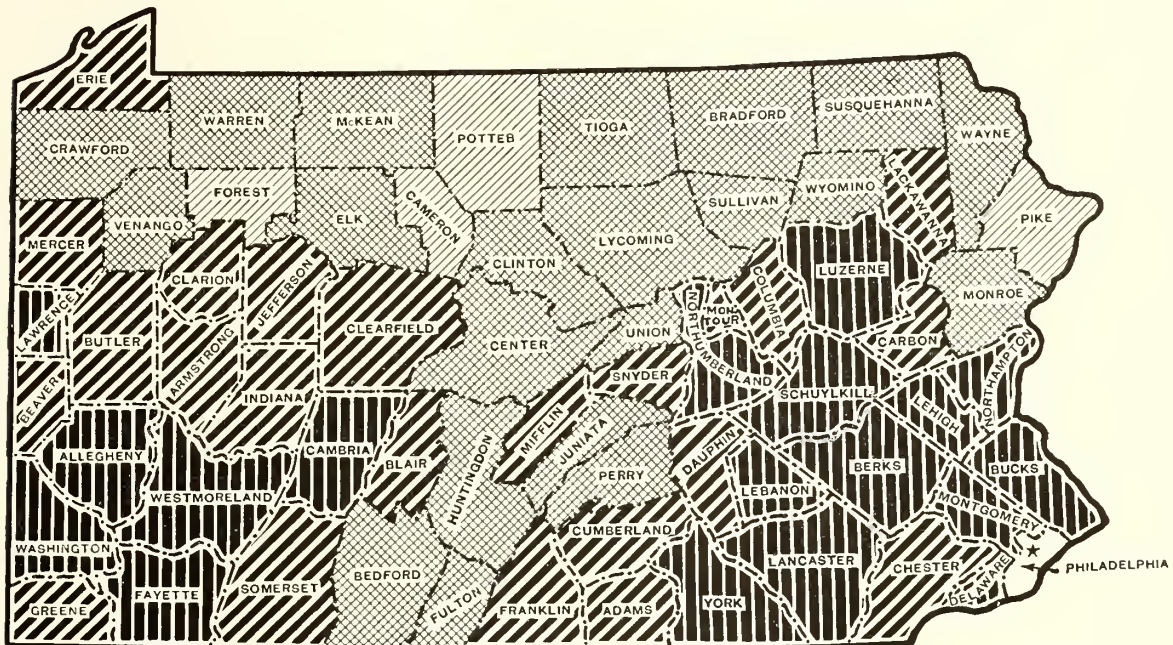 ERIE
WARREN
McKEAN
POTTEB
TIOGA
BRADFORD
SUSQUEHANNA
WAYNE
CRAWFORD
FOREST
ELK
CAMERON
SULLIVAN
WYOMINO
LACKAWANNA
PIKE
VENANGO
MERCER
CLARION
JEFFERSON
CLINTON
LYCOMING
COLUMBIA
LUZERNE
MONROE
LAWRENCE
BUTLER
ARMSTRONG
CLEARFIELD
CENTER
UNION
NORTHUMBERLAND
MON
TOUR
CARBON
NORTHAMPTON
BEAVER
INDIANA
SNYDER
MIFFLIN
JUNIATA
SCHUYLKILL
LEHIGH
ALLEGHENY
WESTMORELAND
CAMBRIA
BLAIR
HUNTINGDON
PERRY
DAUPHIN
LEBANON
BERKS
BUCKS
MONTGOMERY
WASHINGTON
FAYETTE
SOMERSET
BEDFORD
FULTON
CUMBERLAND
LANCASTER
CHESTER
DELAWARE
PHILADELPHIA
GREENE
FRANKLIN
ADAMS
YORK